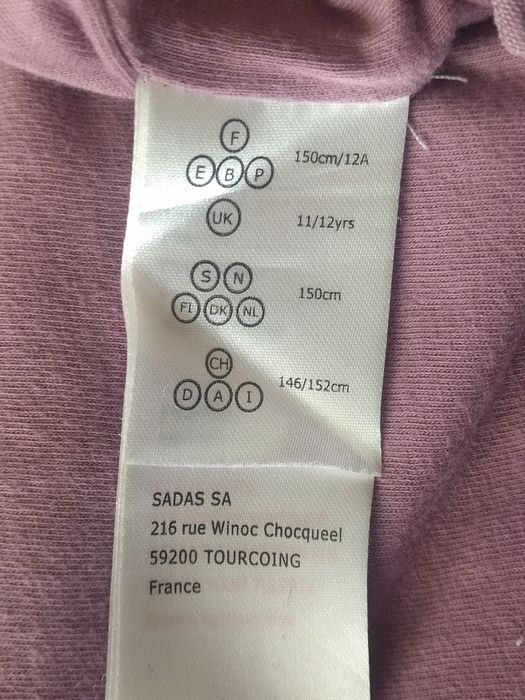 F
E B P 150cm/12A
UK 11/12yrs
S N
FI DK NL 150cm
CH
D A I 146/152cm
SADAS SA
216 rue Winoc Chocqueel
59200 TOURCOING
France